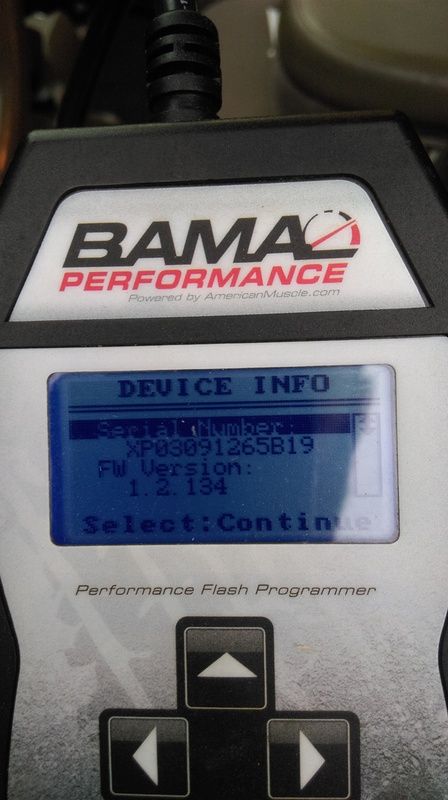 BAMA
PERFORMANCE
Powered by AmericanMuscle.com
DEVICE INFO
Serial Number:
XP03091265B19
FW Version:
1.2.134
Select:Continue
Performance Flash Programmer